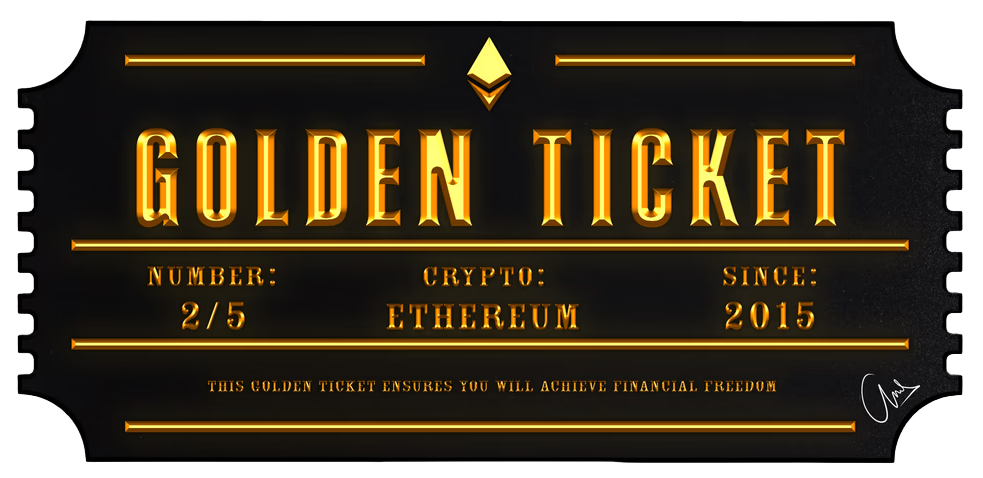 GOLDEN TICKET
NUMBER: CRYPTO: SINCE:
2/5 ETHEREUM 2015
THIS GOLDEN TICKET ENSURES YOU WILL ACHIEVE FINANCIAL FREEDOM